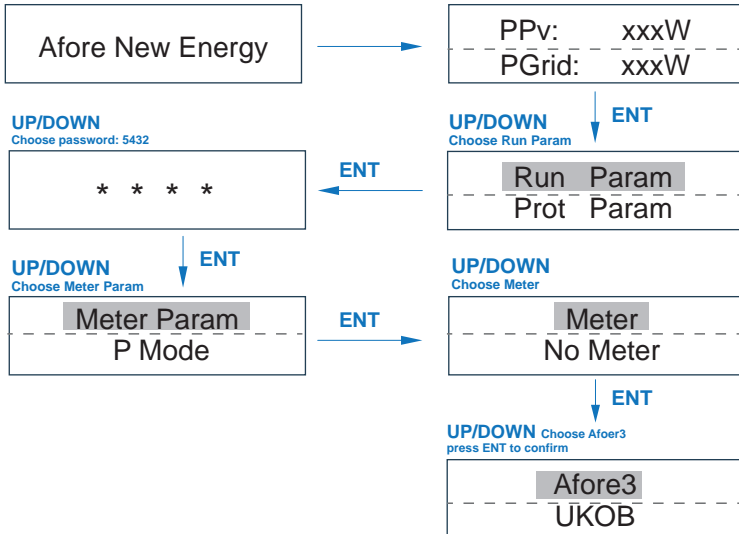 Afore New Energy
PPv: xxxW
PGrid: xxxW
ENT
UP/DOWN
Choose Run Param
Run Param
Prot Param
ENT
UP/DOWN
Choose password: 5432
* * * *
ENT
UP/DOWN
Choose Meter Param
Meter Param
P Mode
ENT
UP/DOWN
Choose Meter
Meter
No Meter
ENT
UP/DOWN Choose Afoer3
press ENT to confirm
Afore3
UKOB